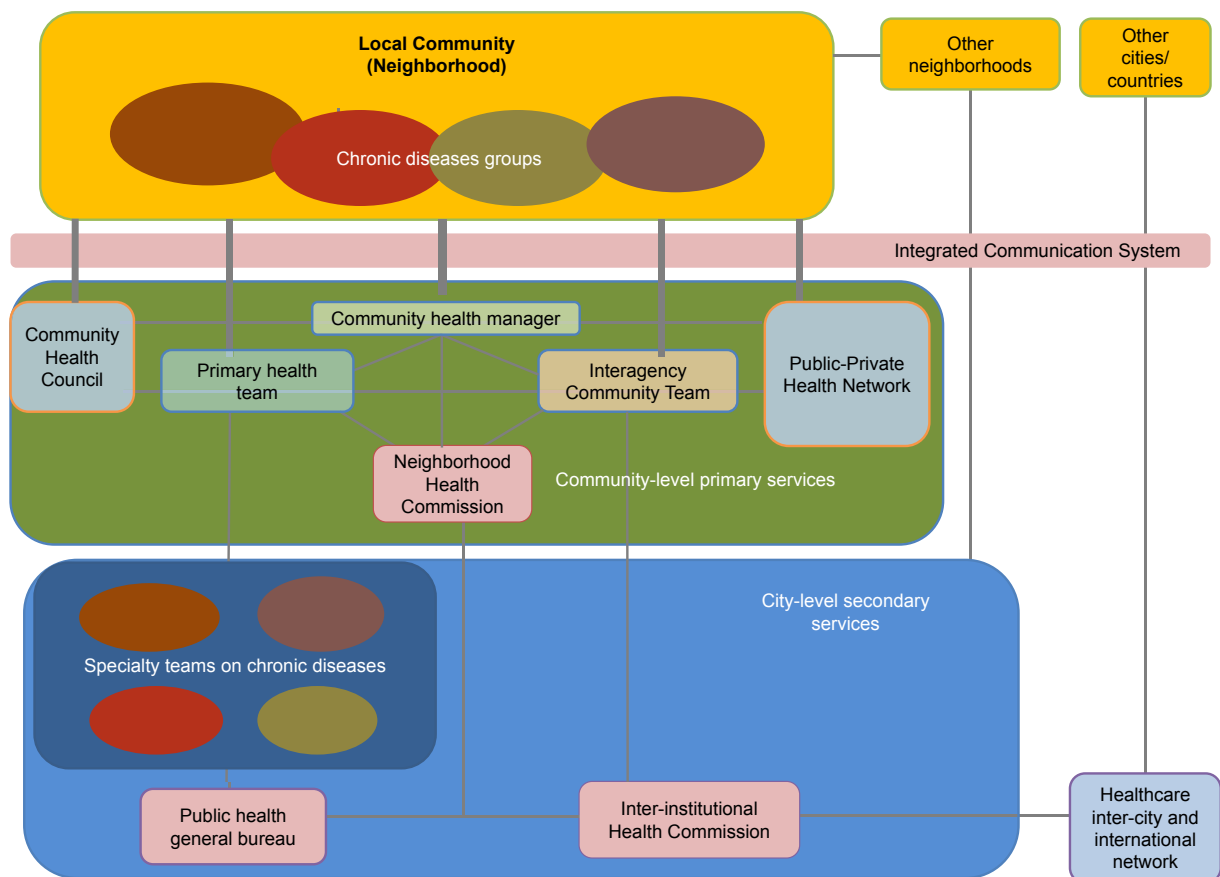 Local Community
(Neighborhood)
Other
neighborhoods
Other
cities/
countries
Chronic diseases groups
Integrated Communication System
Community health manager
Community
Health
Council
Primary health
team
Interagency
Community Team
Public-Private
Health Network
Neighborhood
Health
Commission
Community-level primary services
City-level secondary
services
Specialty teams on chronic diseases
Public health
general bureau
Inter-institutional
Health Commission
Healthcare
inter-city and
international
network